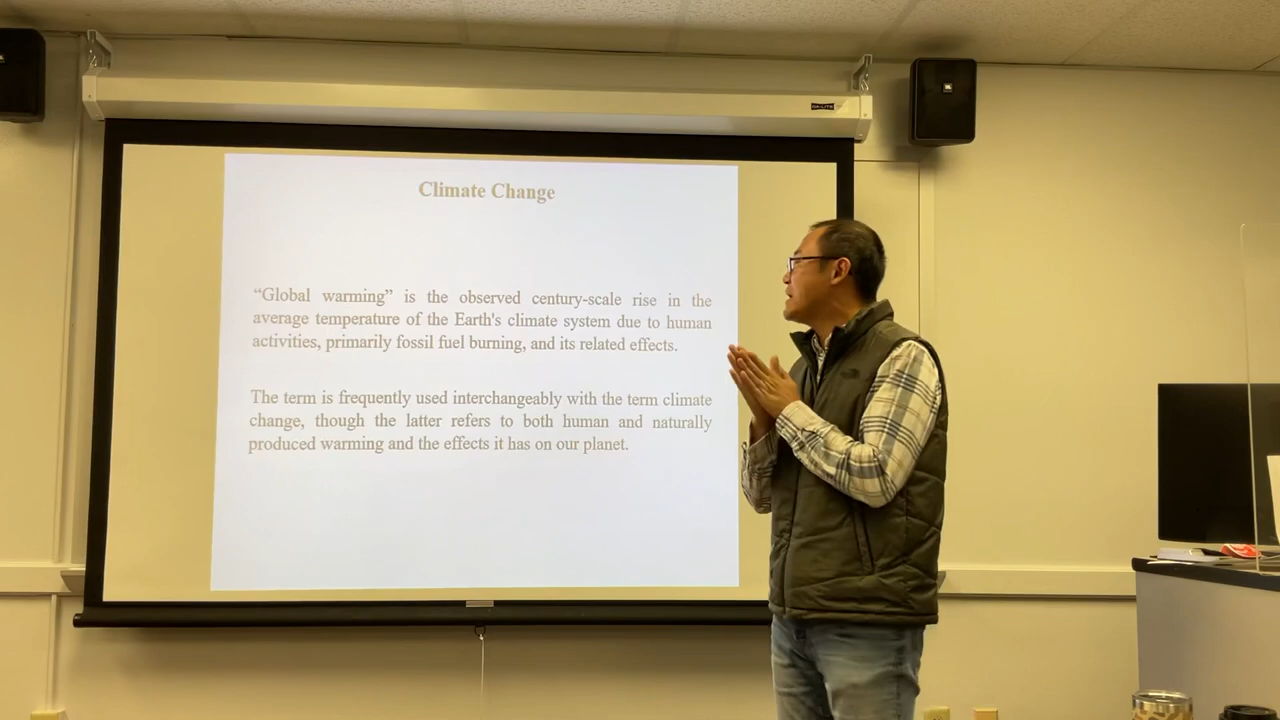 Climate Change
“Global warming” is the observed century-scale rise in the
average temperature of the Earth's climate system due to human
activities, primarily fossil fuel burning, and its related effects.
The term is frequently used interchangeably with the term climate
change, though the latter refers to both human and naturally
produced warming and the effects it has on our planet.
DA-LITE
JBL